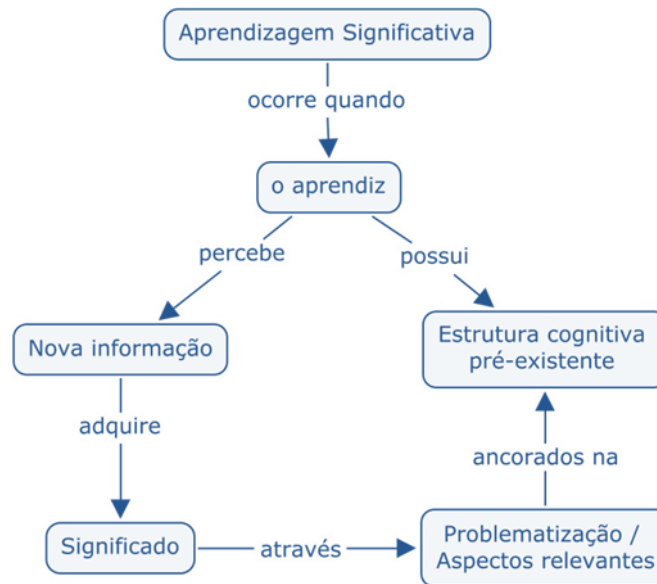 Aprendizagem Significativa
ocorre quando
o aprendiz
percebe
possui
Nova informação
Estrutura cognitiva
pré-existente
adquire
ancorados na
Significado
através
Problematização /
Aspectos relevantes